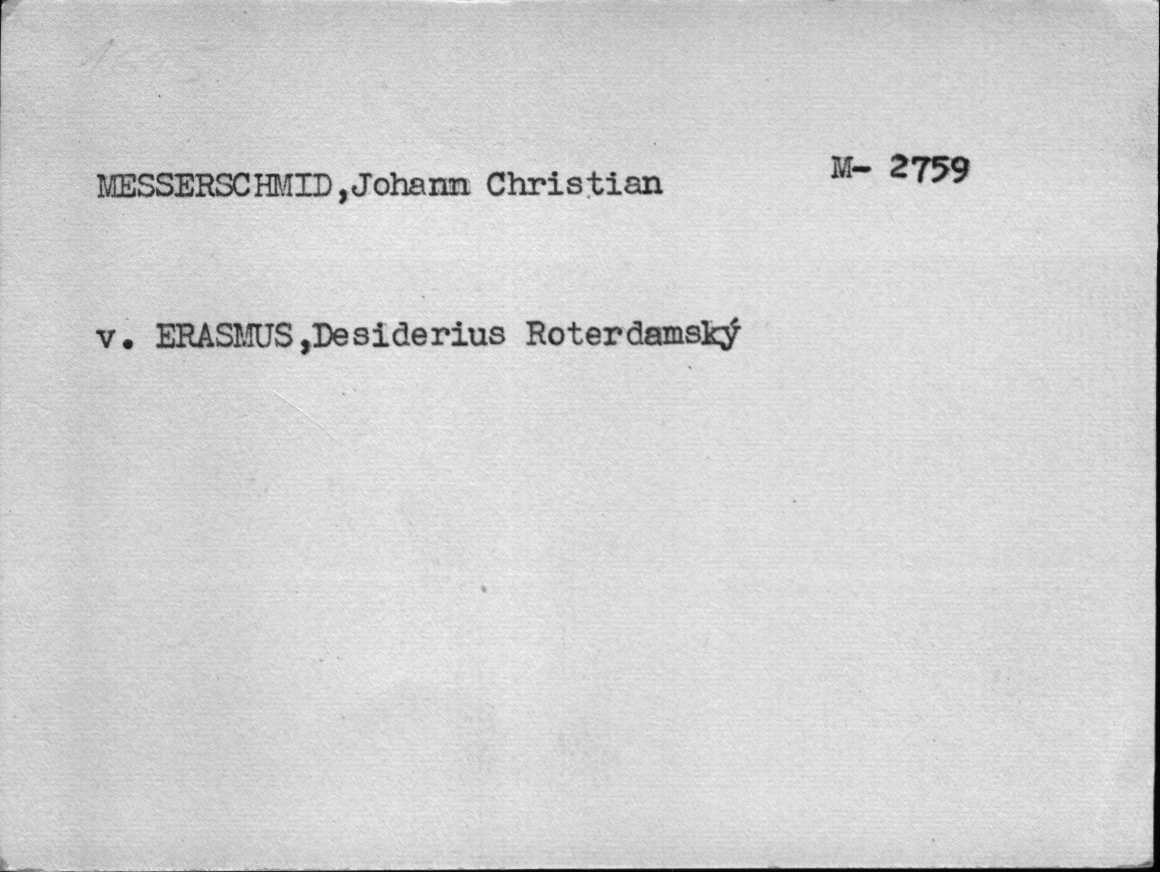 MESSERSCHMID,Johann Christian M- 2759
v. ERASMUS,Desiderius Roterdamský